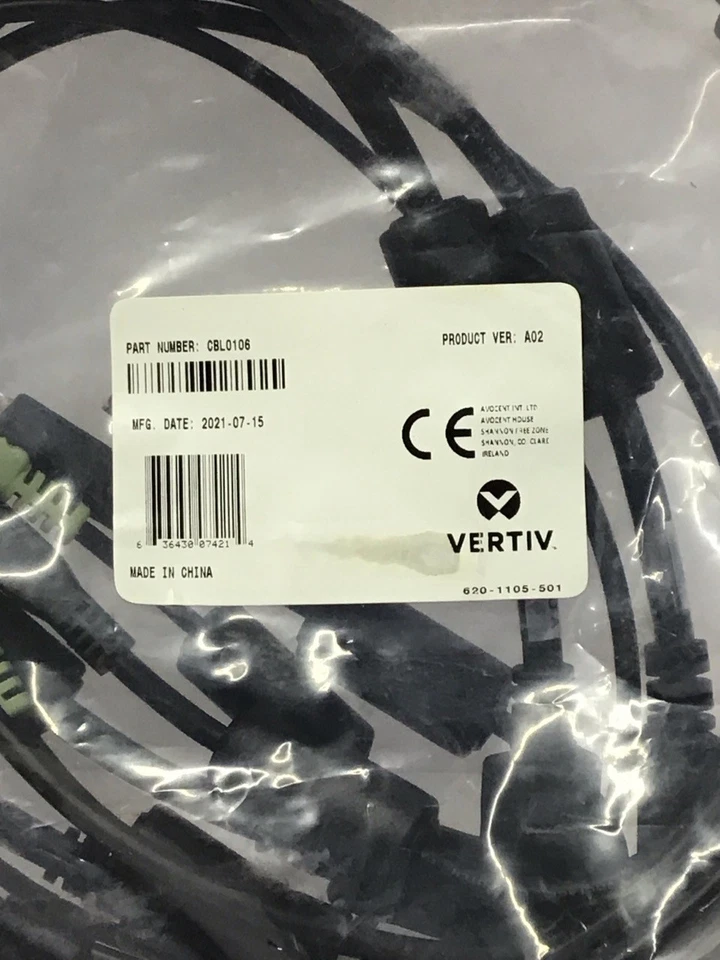 PART NUMBER: CBL0106
PRODUCT VER: A02
MFG. DATE: 2021-07-15
CE
AVOCENT INT. LTD
AVOCENT HOUSE
SHANNON FREE ZONE
SHANNON, CO. CLARE
IRELAND
6 36430 07421 4
VERTIV™
MADE IN CHINA
620-1105-501